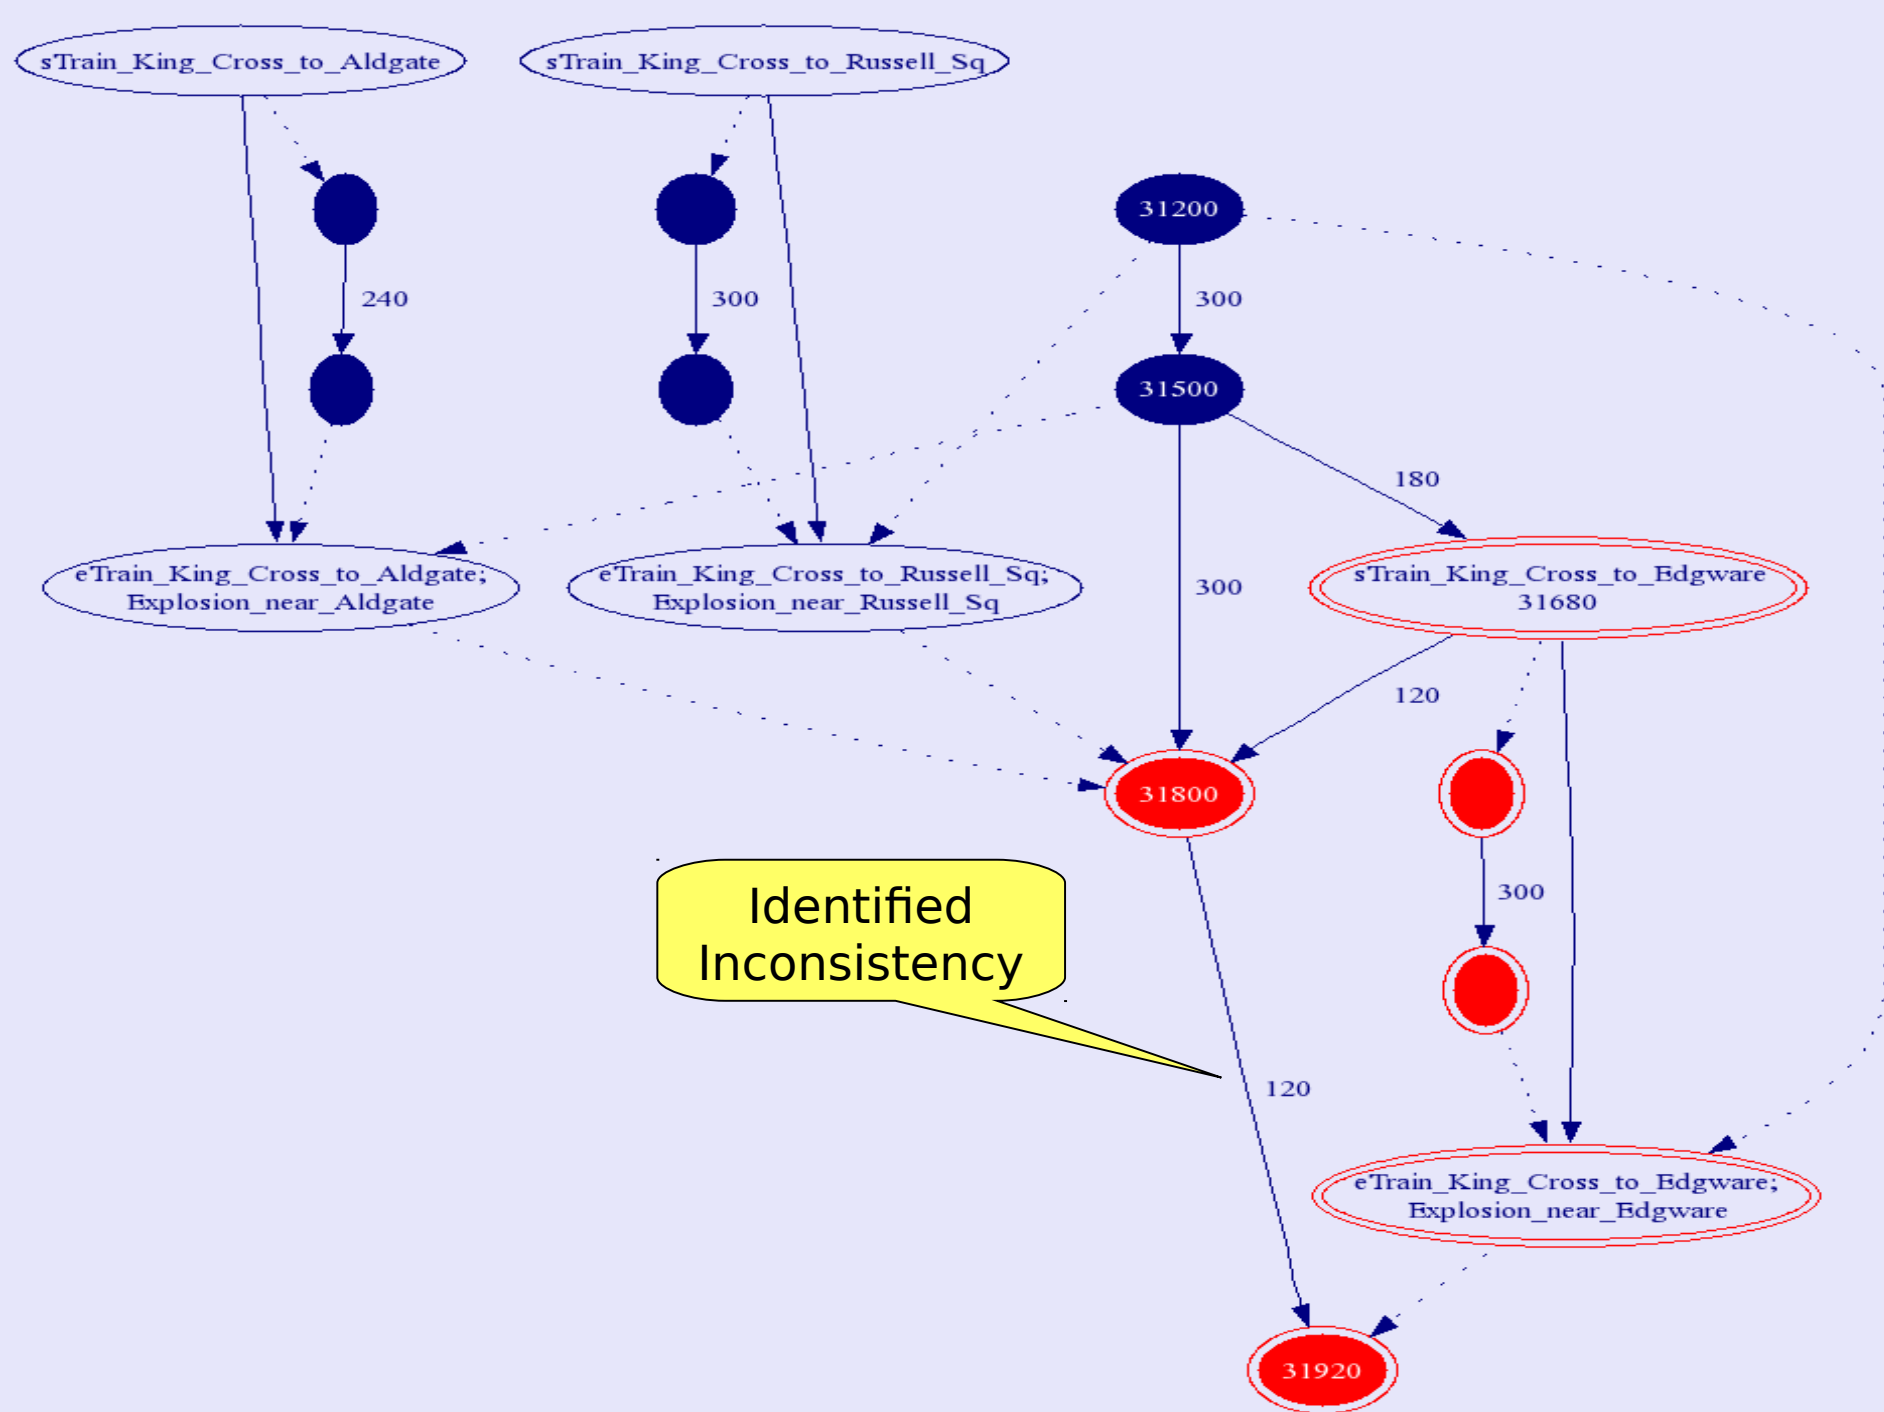 sTrain_King_Cross_to_Aldgate
sTrain_King_Cross_to_Russell_Sq
31200
240
300
300
31500
180
eTrain_King_Cross_to_Aldgate;
Explosion_near_Aldgate
eTrain_King_Cross_to_Russell_Sq;
Explosion_near_Russell_Sq
300
sTrain_King_Cross_to_Edgware
31680
120
31800
300
Identified
Inconsistency
120
eTrain_King_Cross_to_Edgware;
Explosion_near_Edgware
31920